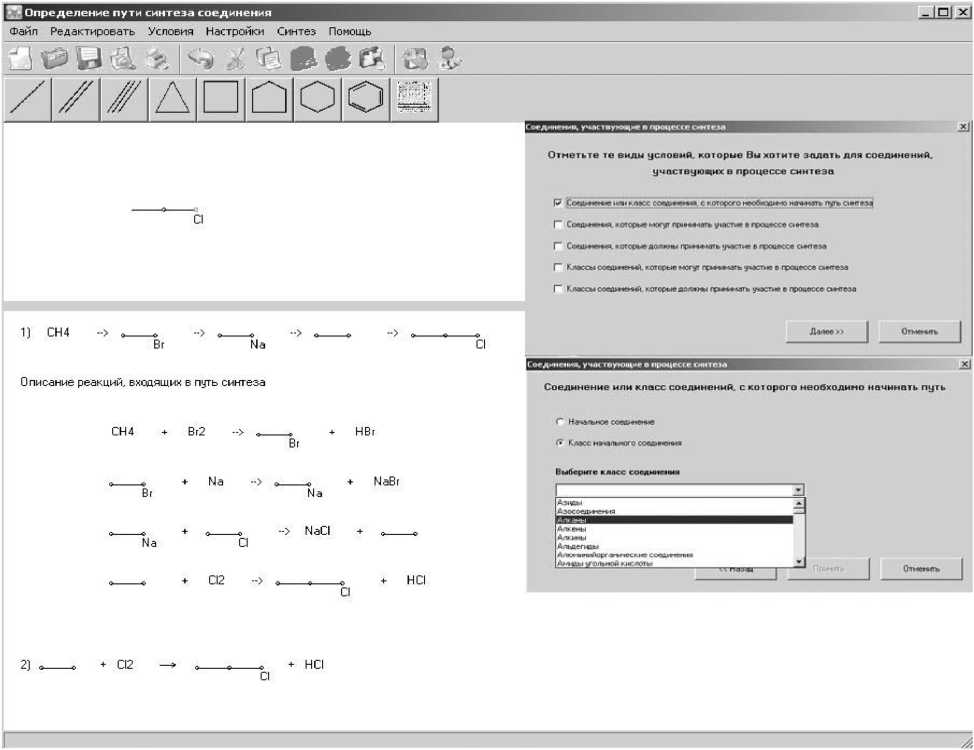 Определение пути синтеза соединения
Файл Редактировать Условия Настройки Синтез Помощь
Cl
1) CH4 --> Br --> Na --> --> Cl
Описание реакций, входящих в путь синтеза
CH4 + Br2 --> Br + HBr
Br + Na --> Na + NaBr
Na + Cl --> NaCl +
+ Cl2 --> Cl + HCl
2) + Cl2 → Cl + HCl
Соединения, участвующие в процессе синтеза
Отметьте те виды условий, которые Вы хотите задать для соединений,
участвующих в процессе синтеза
Соединение или класс соединения, с которого необходимо начинать путь синтеза
Соединения, которые могут принимать участие в процессе синтеза
Соединения, которые должны принимать участие в процессе синтеза
Классы соединений, которые могут принимать участие в процессе синтеза
Классы соединений, которые должны принимать участие в процессе синтеза
Далее >> Отменить
Соединения, участвующие в процессе синтеза
Соединение или класс соединений, с которого необходимо начинать путь
Начальное соединение
Класс начального соединения
Выберите класс соединения
Азиды
Азосоединения
Алканы
Алкены
Алкины
Альдегиды
Алюминийорганические соединения
Амиды угольной кислоты
<< Назад Принять Отменить